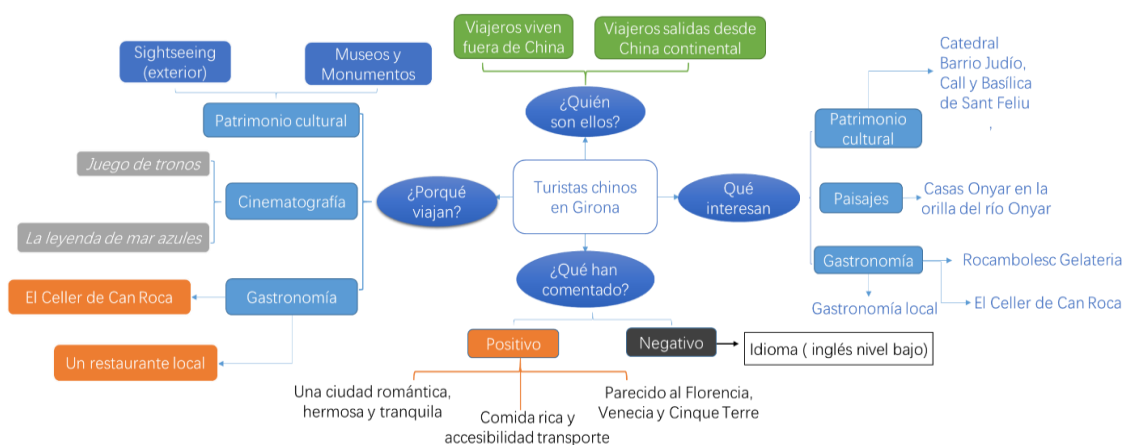 Viajeros viven
fuera de China
Viajeros salidas desde
China continental
¿Quién
son ellos?
Turistas chinos
en Girona
¿Porqué
viajan?
Patrimonio cultural
Sightseeing
(exterior)
Museos y
Monumentos
Cinematografía
Juego de tronos
La leyenda de mar azules
Gastronomía
El Celler de Can Roca
Un restaurante local
Qué
interesan
Patrimonio
cultural
Catedral
Barrio Judío,
Call y Basílica
de Sant Feliu
,
Paisajes
Casas Onyar en la
orilla del río Onyar
Gastronomía
Rocambolesc Gelateria
El Celler de Can Roca
Gastronomía local
¿Qué han
comentado?
Positivo
Una ciudad romántica,
hermosa y tranquila
Comida rica y
accesibilidad transporte
Parecido al Florencia,
Venecia y Cinque Terre
Negativo
Idioma ( inglés nivel bajo)